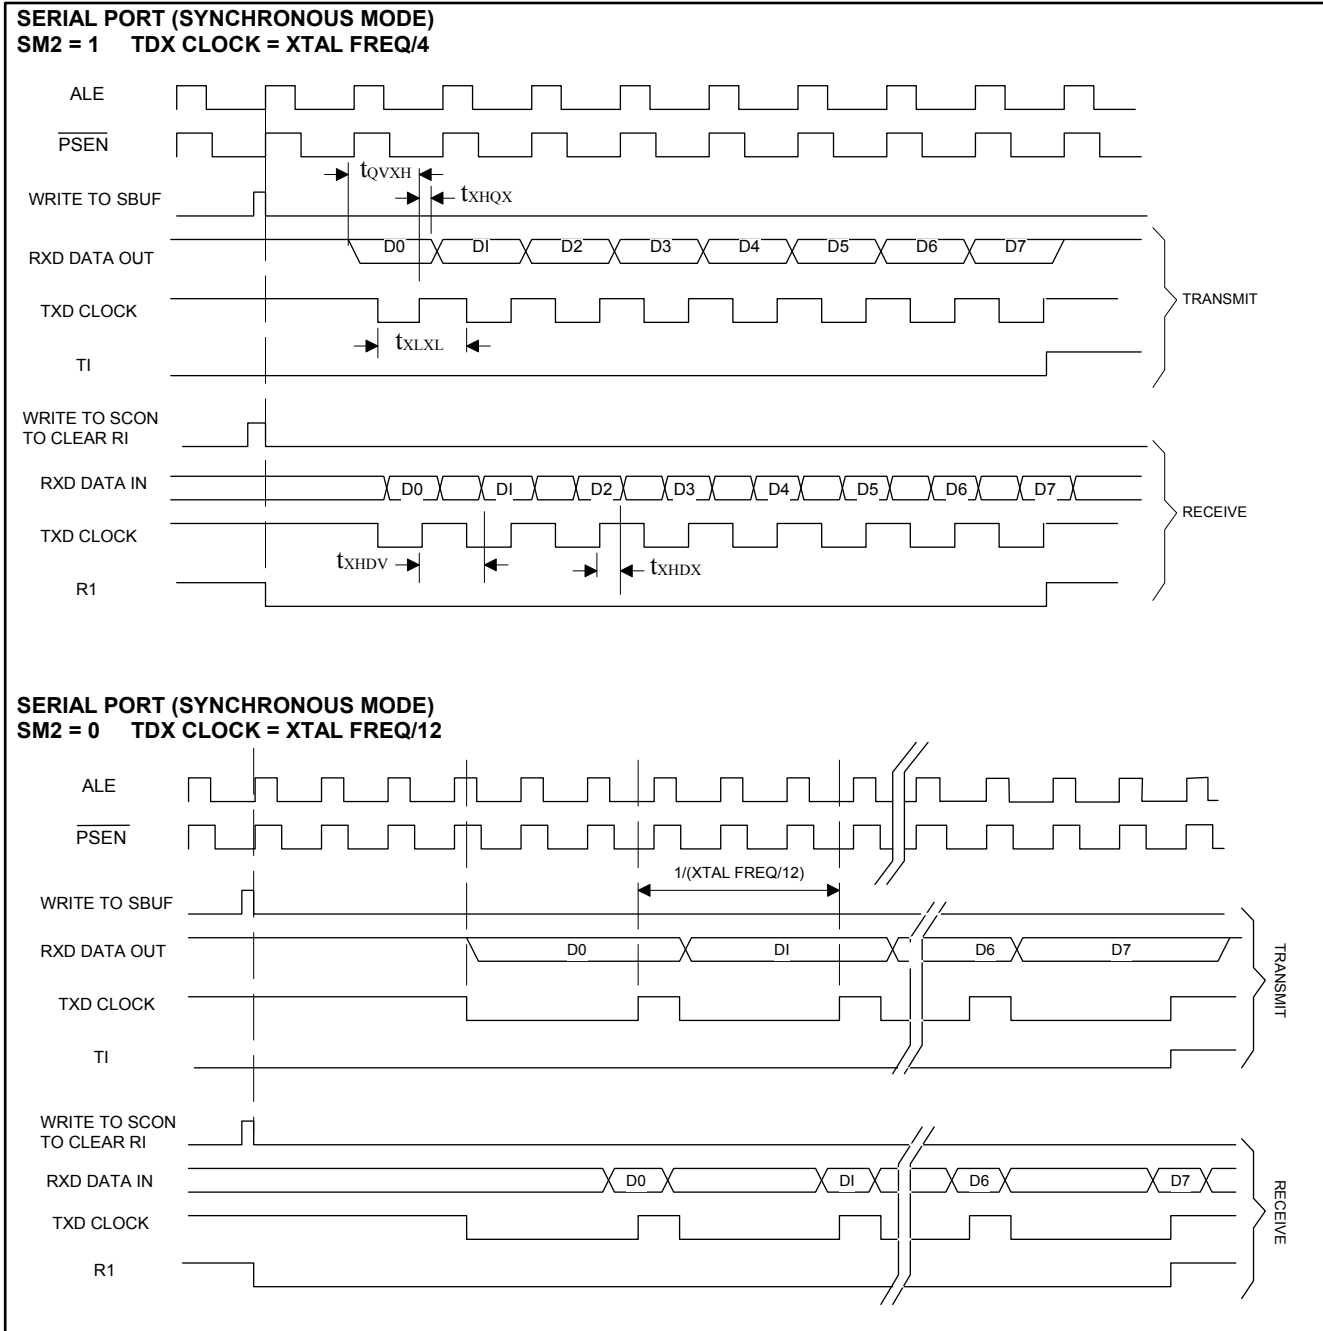 SERIAL PORT (SYNCHRONOUS MODE)
SM2 = 1 TDX CLOCK = XTAL FREQ/4
ALE
PSEN
tQVXH
tXHQX
WRITE TO SBUF
RXD DATA OUT
D0 DI D2 D3 D4 D5 D6 D7
TXD CLOCK
TRANSMIT
tXLXL
TI
WRITE TO SCON
TO CLEAR RI
RXD DATA IN
D0 DI D2 D3 D4 D5 D6 D7
TXD CLOCK
RECEIVE
tXHDV
tXHDX
R1
SERIAL PORT (SYNCHRONOUS MODE)
SM2 = 0 TDX CLOCK = XTAL FREQ/12
ALE
PSEN
1/(XTAL FREQ/12)
WRITE TO SBUF
RXD DATA OUT
D0 DI D6 D7
TXD CLOCK
TRANSMIT
TI
WRITE TO SCON
TO CLEAR RI
RXD DATA IN
D0 DI D6 D7
TXD CLOCK
RECEIVE
R1